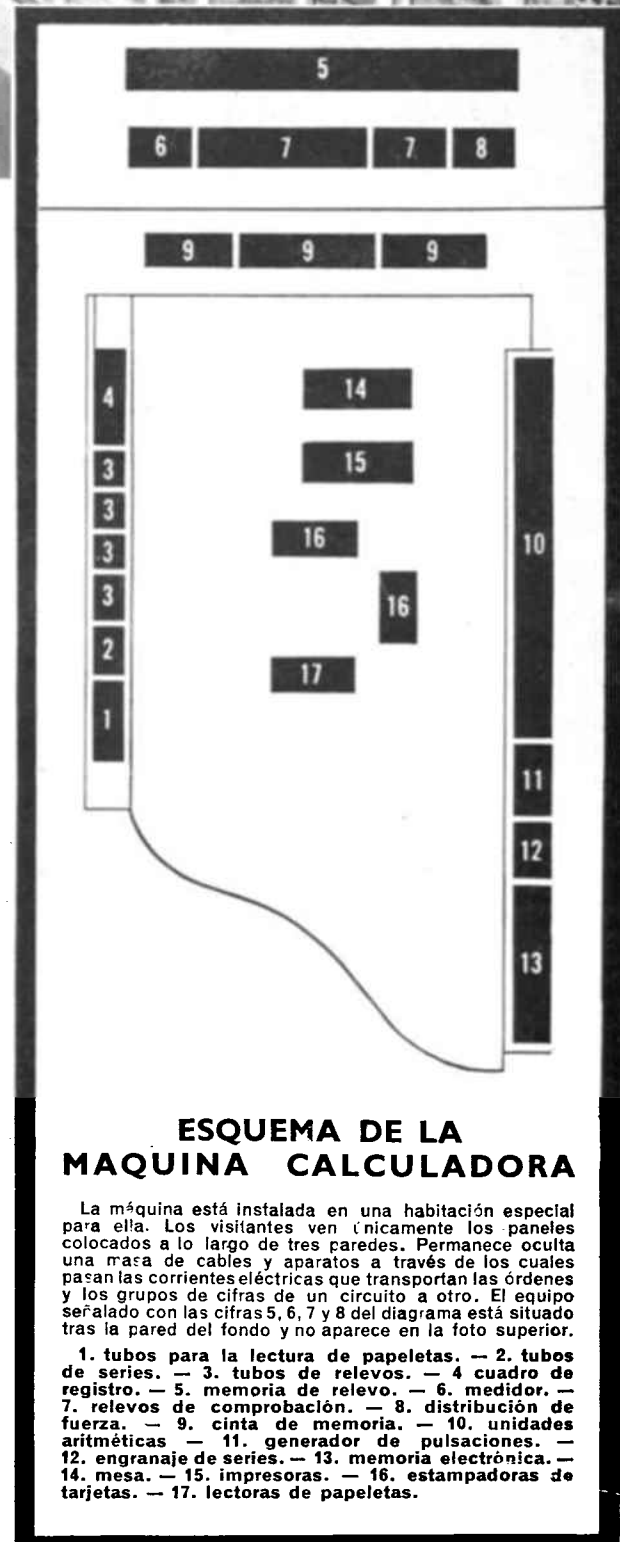 5
6 7 7 8
9 9 9
4
3
3
3
3
2
1
14
15
16
16
17
10
11
12
13
ESQUEMA DE LA
MAQUINA CALCULADORA
La máquina está instalada en una habitación especial
para ella. Los visitantes ven únicamente los paneles
colocados a lo largo de tres paredes. Permanece oculta
una masa de cables y aparatos a través de los cuales
pasan las corrientes eléctricas que transportan las órdenes
y los grupos de cifras de un circuito a otro. El equipo
señalado con las cifras 5, 6, 7 y 8 del diagrama está situado
tras la pared del fondo y no aparece en la foto superior.
1. tubos para la lectura de papeletas. — 2. tubos
de series. — 3. tubos de relevos. — 4 cuadro de
registro. — 5. memoria de relevo. — 6. medidor. —
7. relevos de comprobación. — 8. distribución de
fuerza. — 9. cinta de memoria. — 10. unidades
aritméticas — 11. generador de pulsaciones. —
12. engranaje de series. — 13. memoria electrónica. —
14. mesa. — 15. impresoras. — 16. estampadoras de
tarjetas. — 17. lectoras de papeletas.